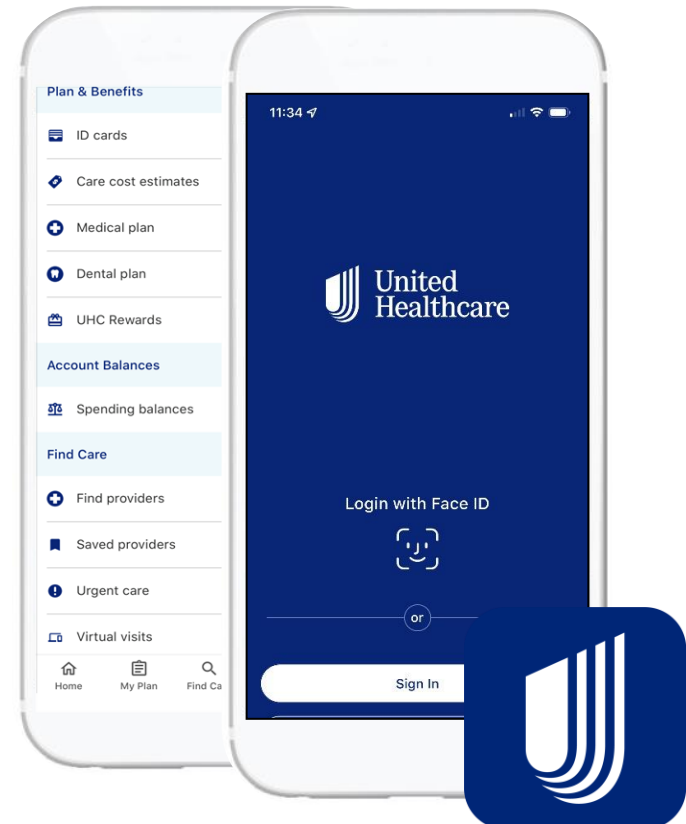 Plan & Benefits
ID cards
Care cost estimates
Medical plan
Dental plan
UHC Rewards
Account Balances
Spending balances
Find Care
Find providers
Saved providers
Urgent care
Virtual visits
Home
My Plan
Find Ca
11:34
United
Healthcare
Login with Face ID
or
Sign In